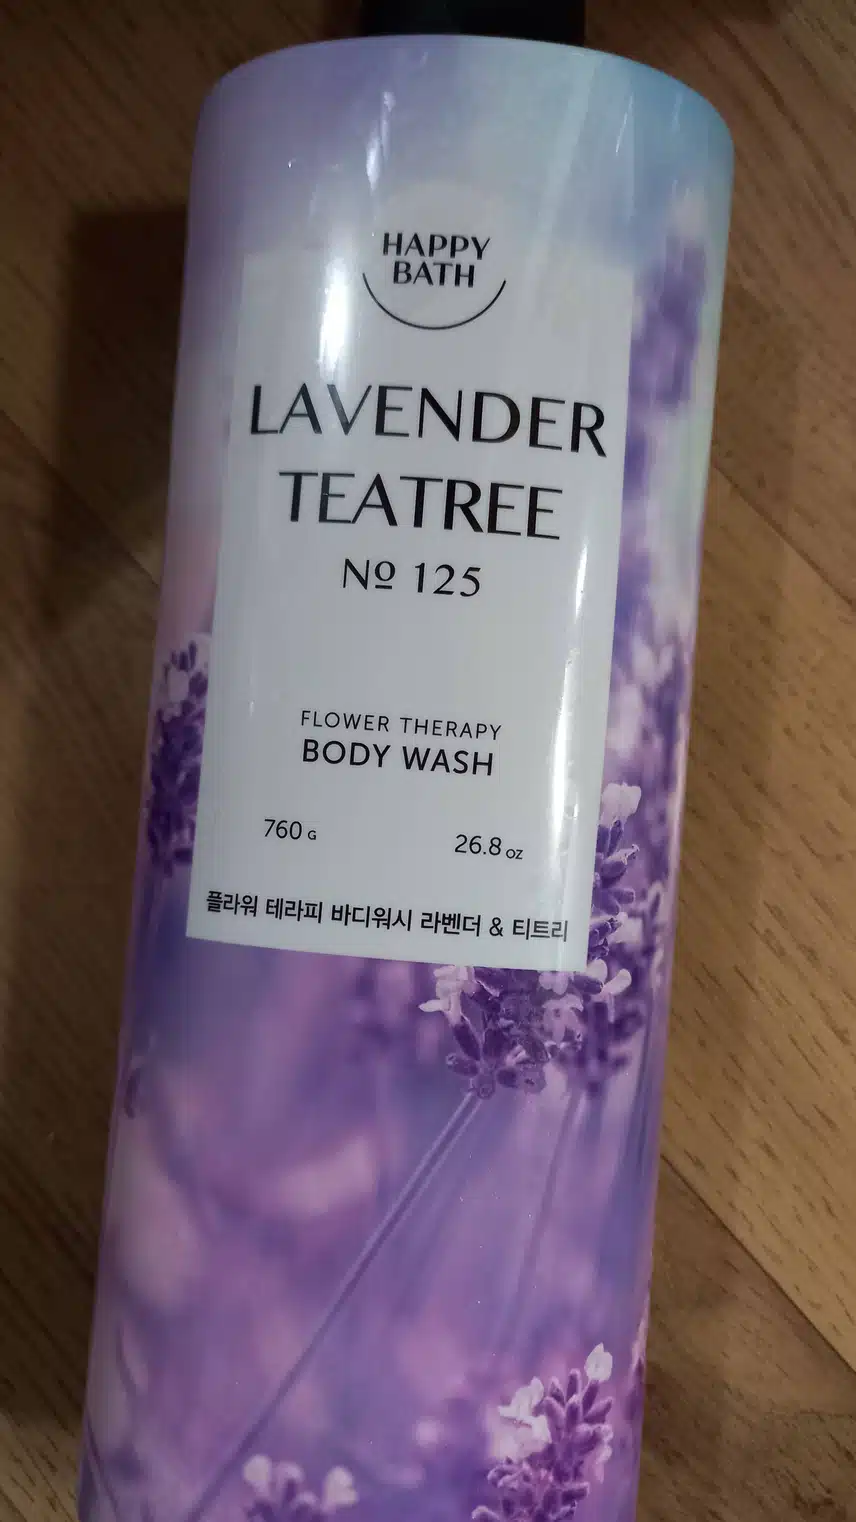 HAPPY
BATH
LAVENDER
TEATREE
Nº 125
FLOWER THERAPY
BODY WASH
760 G 26.8 OZ
플라워 테라피 바디워시 라벤더 & 티트리